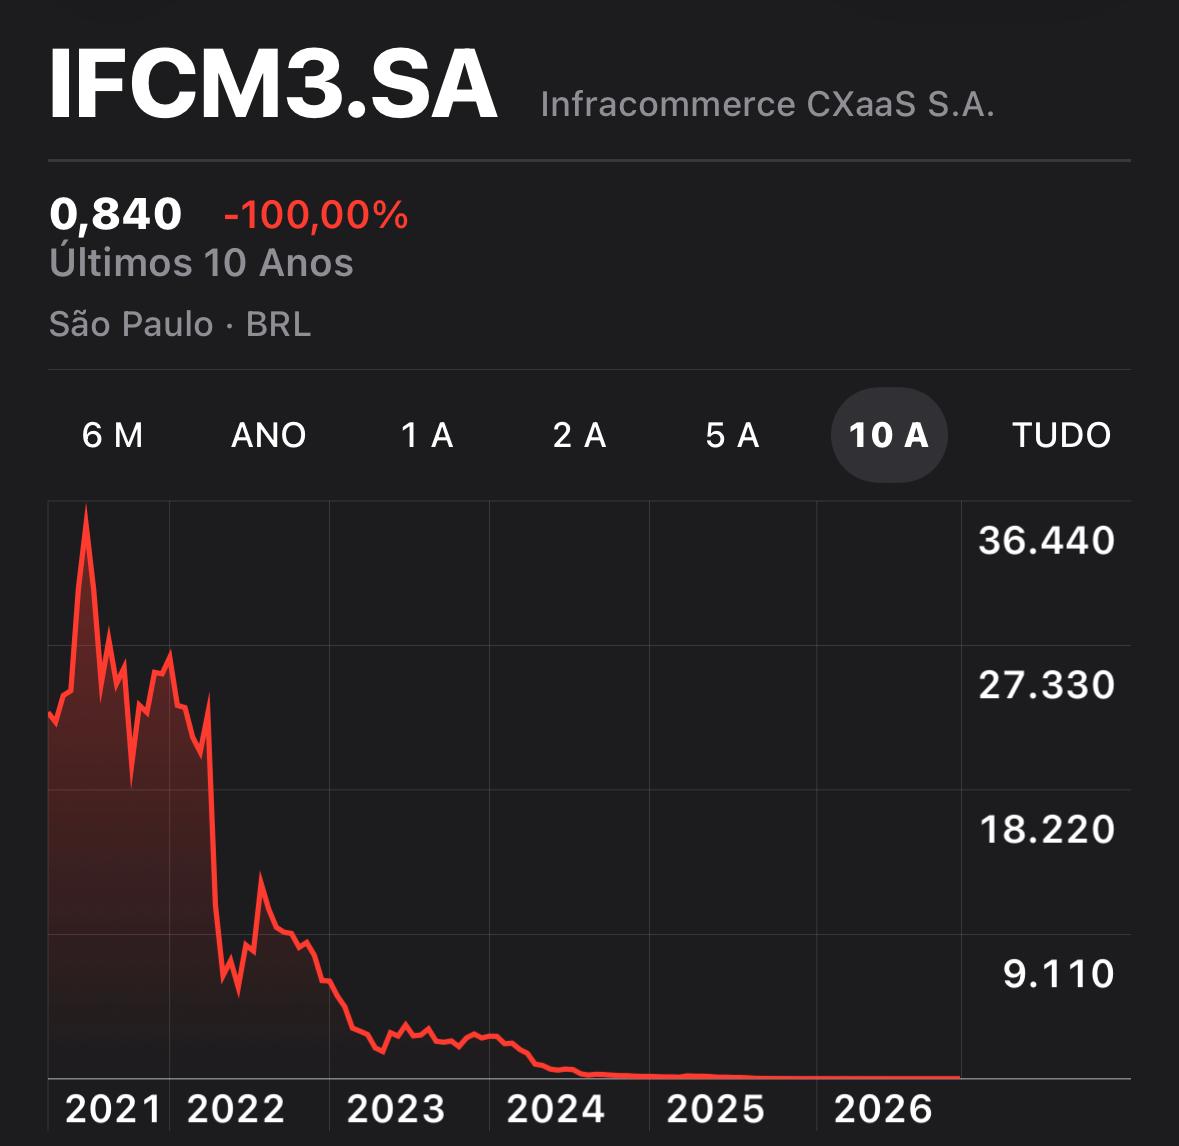 IFCM3.SA Infracommerce CXaaS S.A.
0,840 -100,00%
Últimos 10 Anos
São Paulo · BRL
6 M ANO 1 A 2 A 5 A 10 A TUDO
36.440
27.330
18.220
9.110
2021 2022 2023 2024 2025 2026